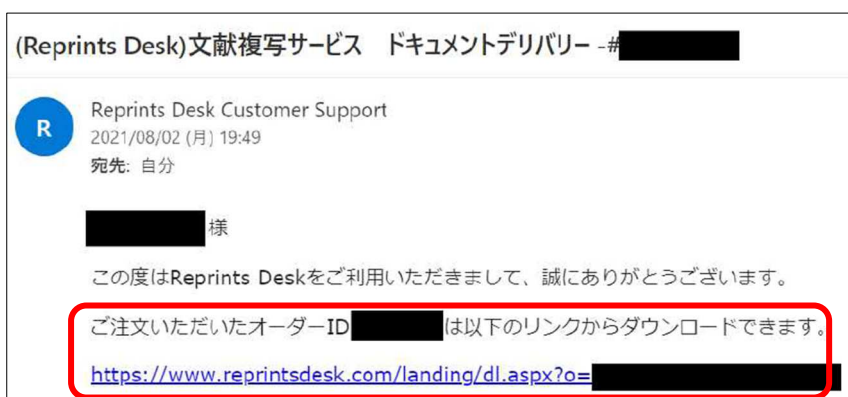 (Reprints Desk)文献複写サービス　ドキュメントデリバリー -#
R
Reprints Desk Customer Support
2021/08/02 (月) 19:49
宛先: 自分
様
この度はReprints Deskをご利用いただきまして、誠にありがとうございます。
ご注文いただいたオーダーID は以下のリンクからダウンロードできます。
https://www.reprintsdesk.com/landing/dl.aspx?o=